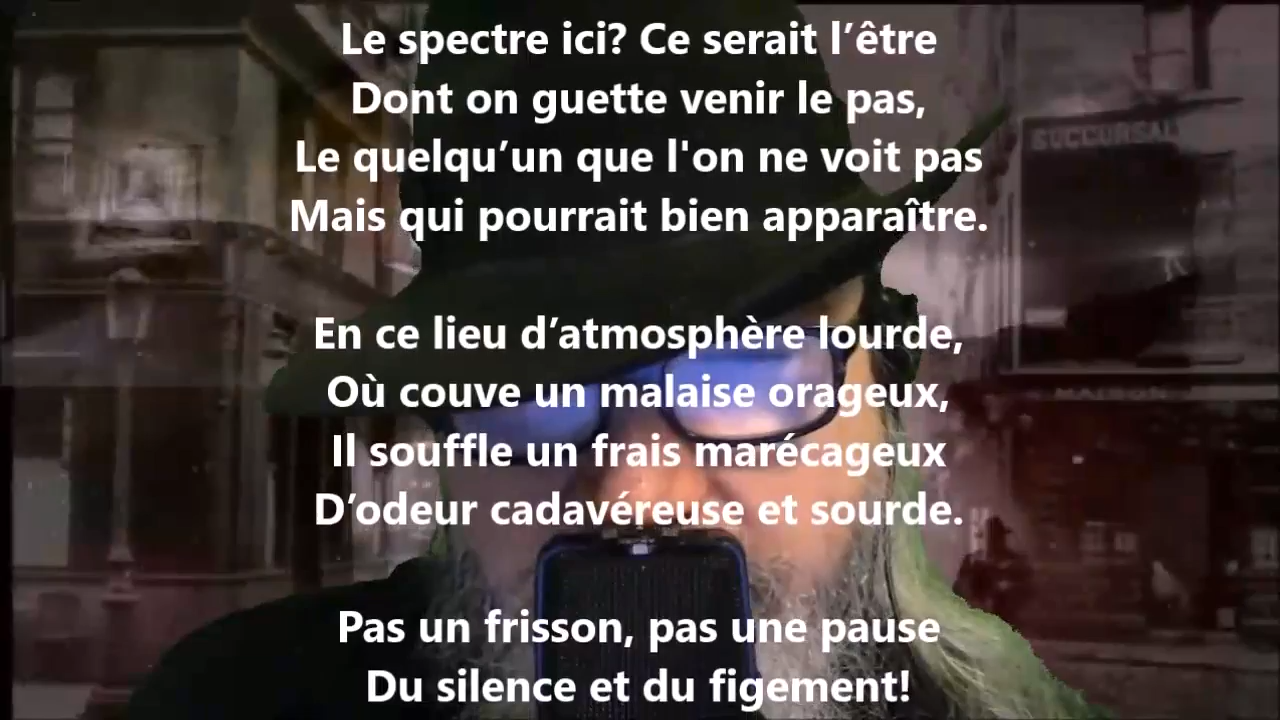 Le spectre ici? Ce serait l’être
Dont on guette venir le pas,
Le quelqu’un que l'on ne voit pas
Mais qui pourrait bien apparaître.
En ce lieu d’atmosphère lourde,
Où couve un malaise orageux,
Il souffle un frais marécageux
D’odeur cadavéreuse et sourde.
Pas un frisson, pas une pause
Du silence et du figement!
SUCCURSAL
MAISON